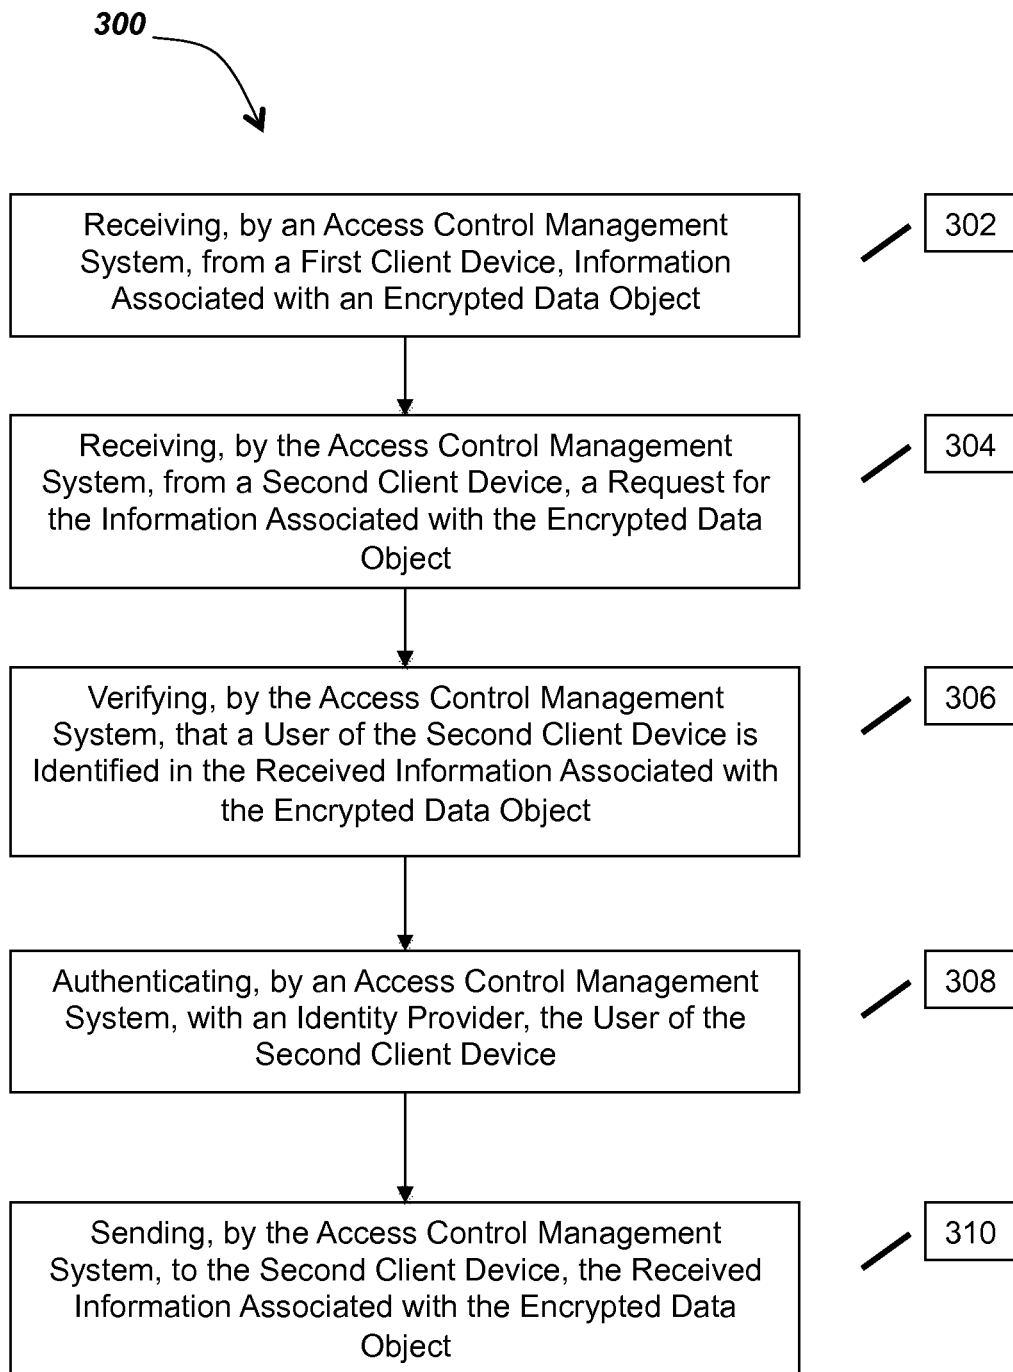 300
Receiving, by an Access Control Management
System, from a First Client Device, Information
Associated with an Encrypted Data Object
302
Receiving, by the Access Control Management
System, from a Second Client Device, a Request for
the Information Associated with the Encrypted Data
Object
304
Verifying, by the Access Control Management
System, that a User of the Second Client Device is
Identified in the Received Information Associated with
the Encrypted Data Object
306
Authenticating, by an Access Control Management
System, with an Identity Provider, the User of the
Second Client Device
308
Sending, by the Access Control Management
System, to the Second Client Device, the Received
Information Associated with the Encrypted Data
Object
310